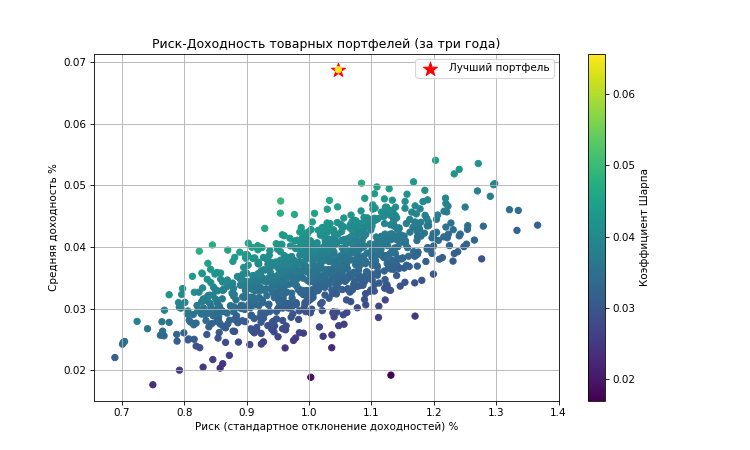 Риск-Доходность товарных портфелей (за три года)
Лучший портфель
Средняя доходность %
0.07
0.06
0.05
0.04
0.03
0.02
0.7 0.8 0.9 1.0 1.1 1.2 1.3 1.4
Риск (стандартное отклонение доходностей) %
0.06
0.05
0.04
0.03
0.02
Коэффициент Шарпа